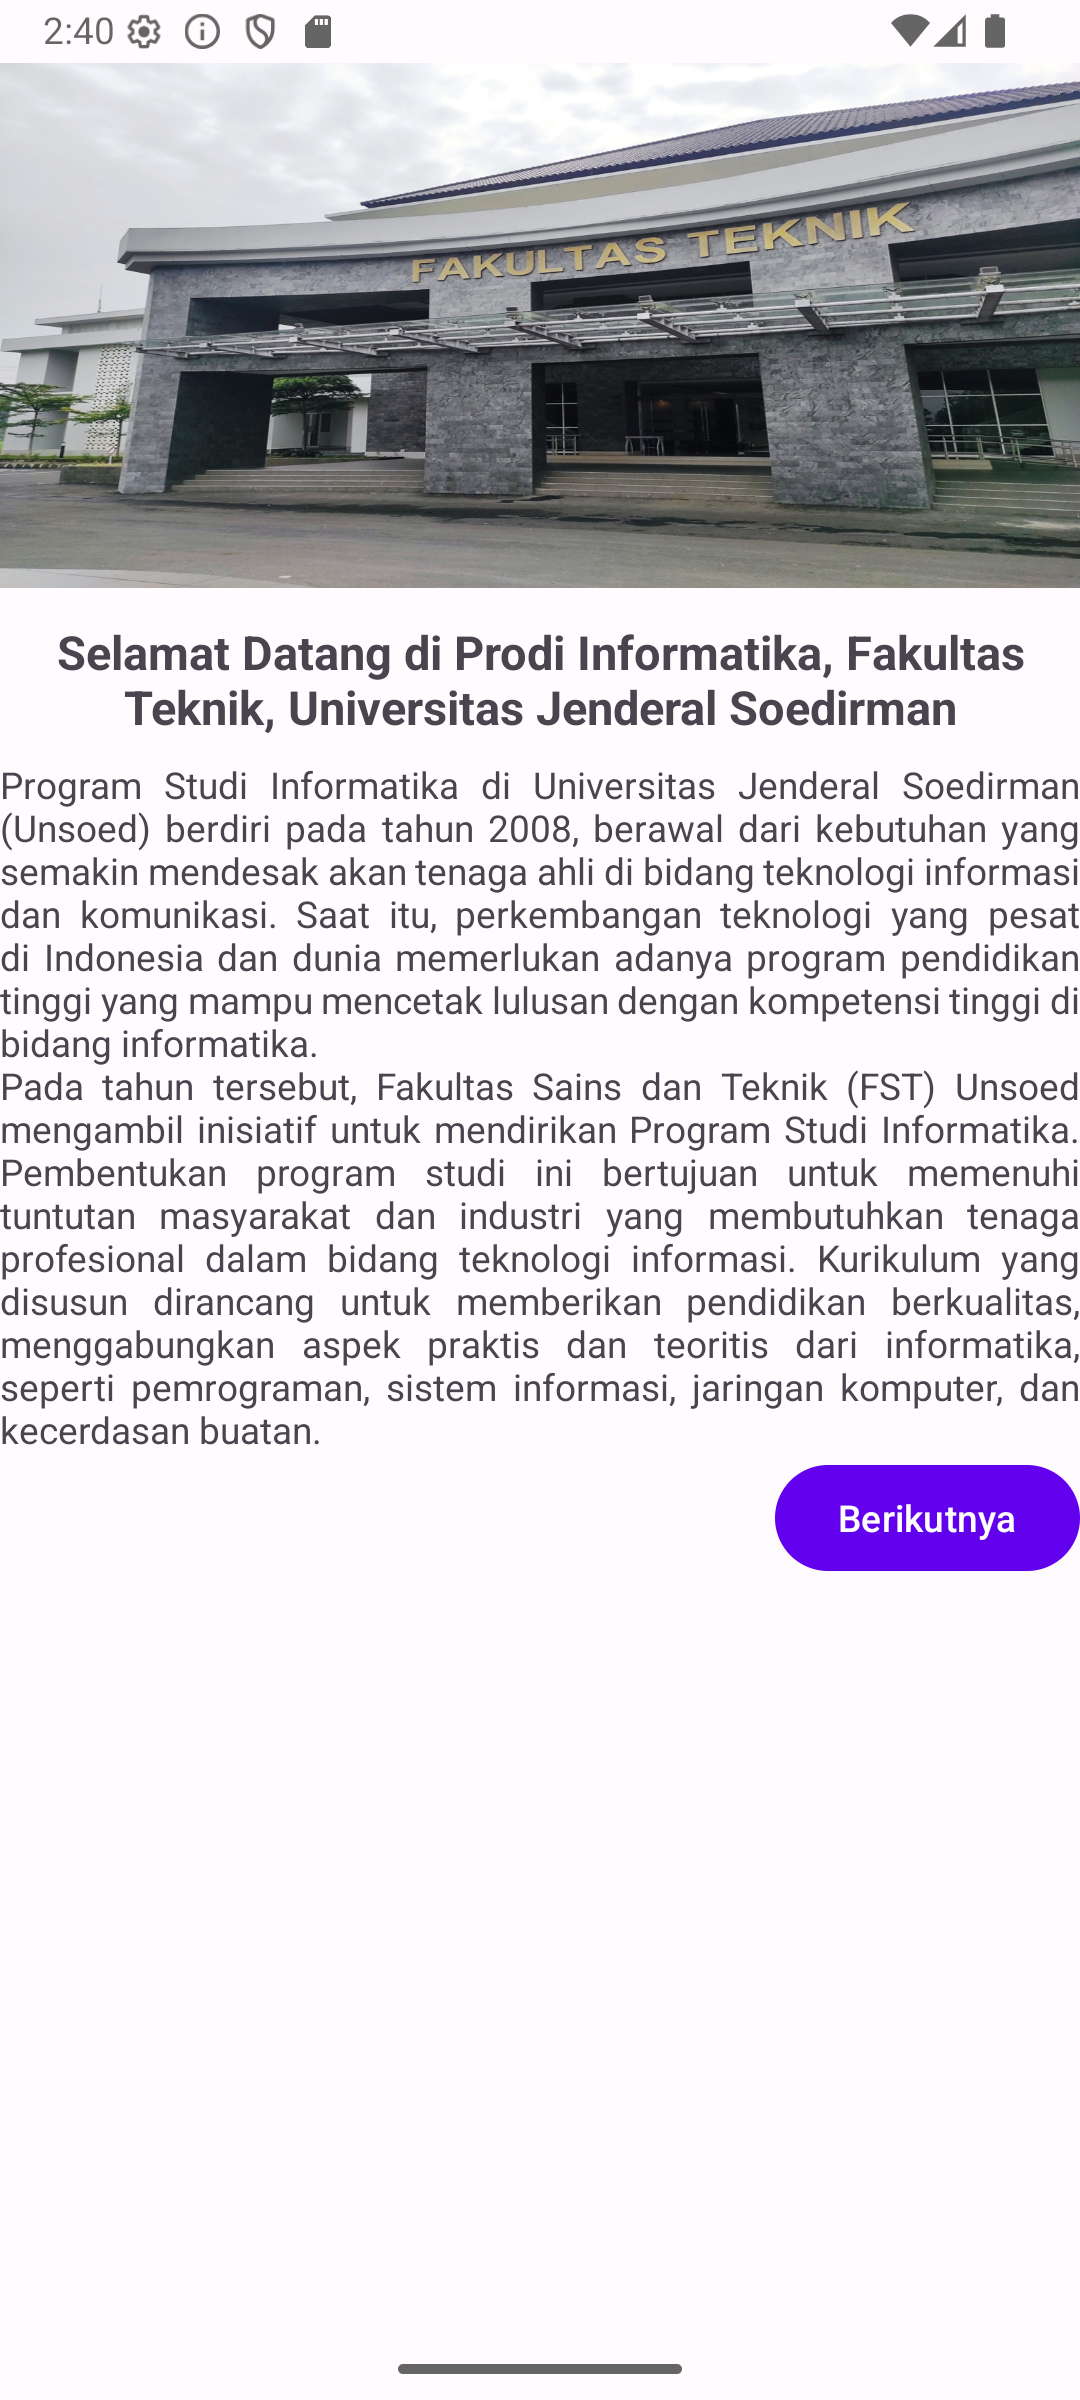 2:40
FAKULTAS TEKNIK
Selamat Datang di Prodi Informatika, Fakultas
Teknik, Universitas Jenderal Soedirman
Program Studi Informatika di Universitas Jenderal Soedirman
(Unsoed) berdiri pada tahun 2008, berawal dari kebutuhan yang
semakin mendesak akan tenaga ahli di bidang teknologi informasi
dan komunikasi. Saat itu, perkembangan teknologi yang pesat
di Indonesia dan dunia memerlukan adanya program pendidikan
tinggi yang mampu mencetak lulusan dengan kompetensi tinggi di
bidang informatika.
Pada tahun tersebut, Fakultas Sains dan Teknik (FST) Unsoed
mengambil inisiatif untuk mendirikan Program Studi Informatika.
Pembentukan program studi ini bertujuan untuk memenuhi
tuntutan masyarakat dan industri yang membutuhkan tenaga
profesional dalam bidang teknologi informasi. Kurikulum yang
disusun dirancang untuk memberikan pendidikan berkualitas,
menggabungkan aspek praktis dan teoritis dari informatika,
seperti pemrograman, sistem informasi, jaringan komputer, dan
kecerdasan buatan.
Berikutnya